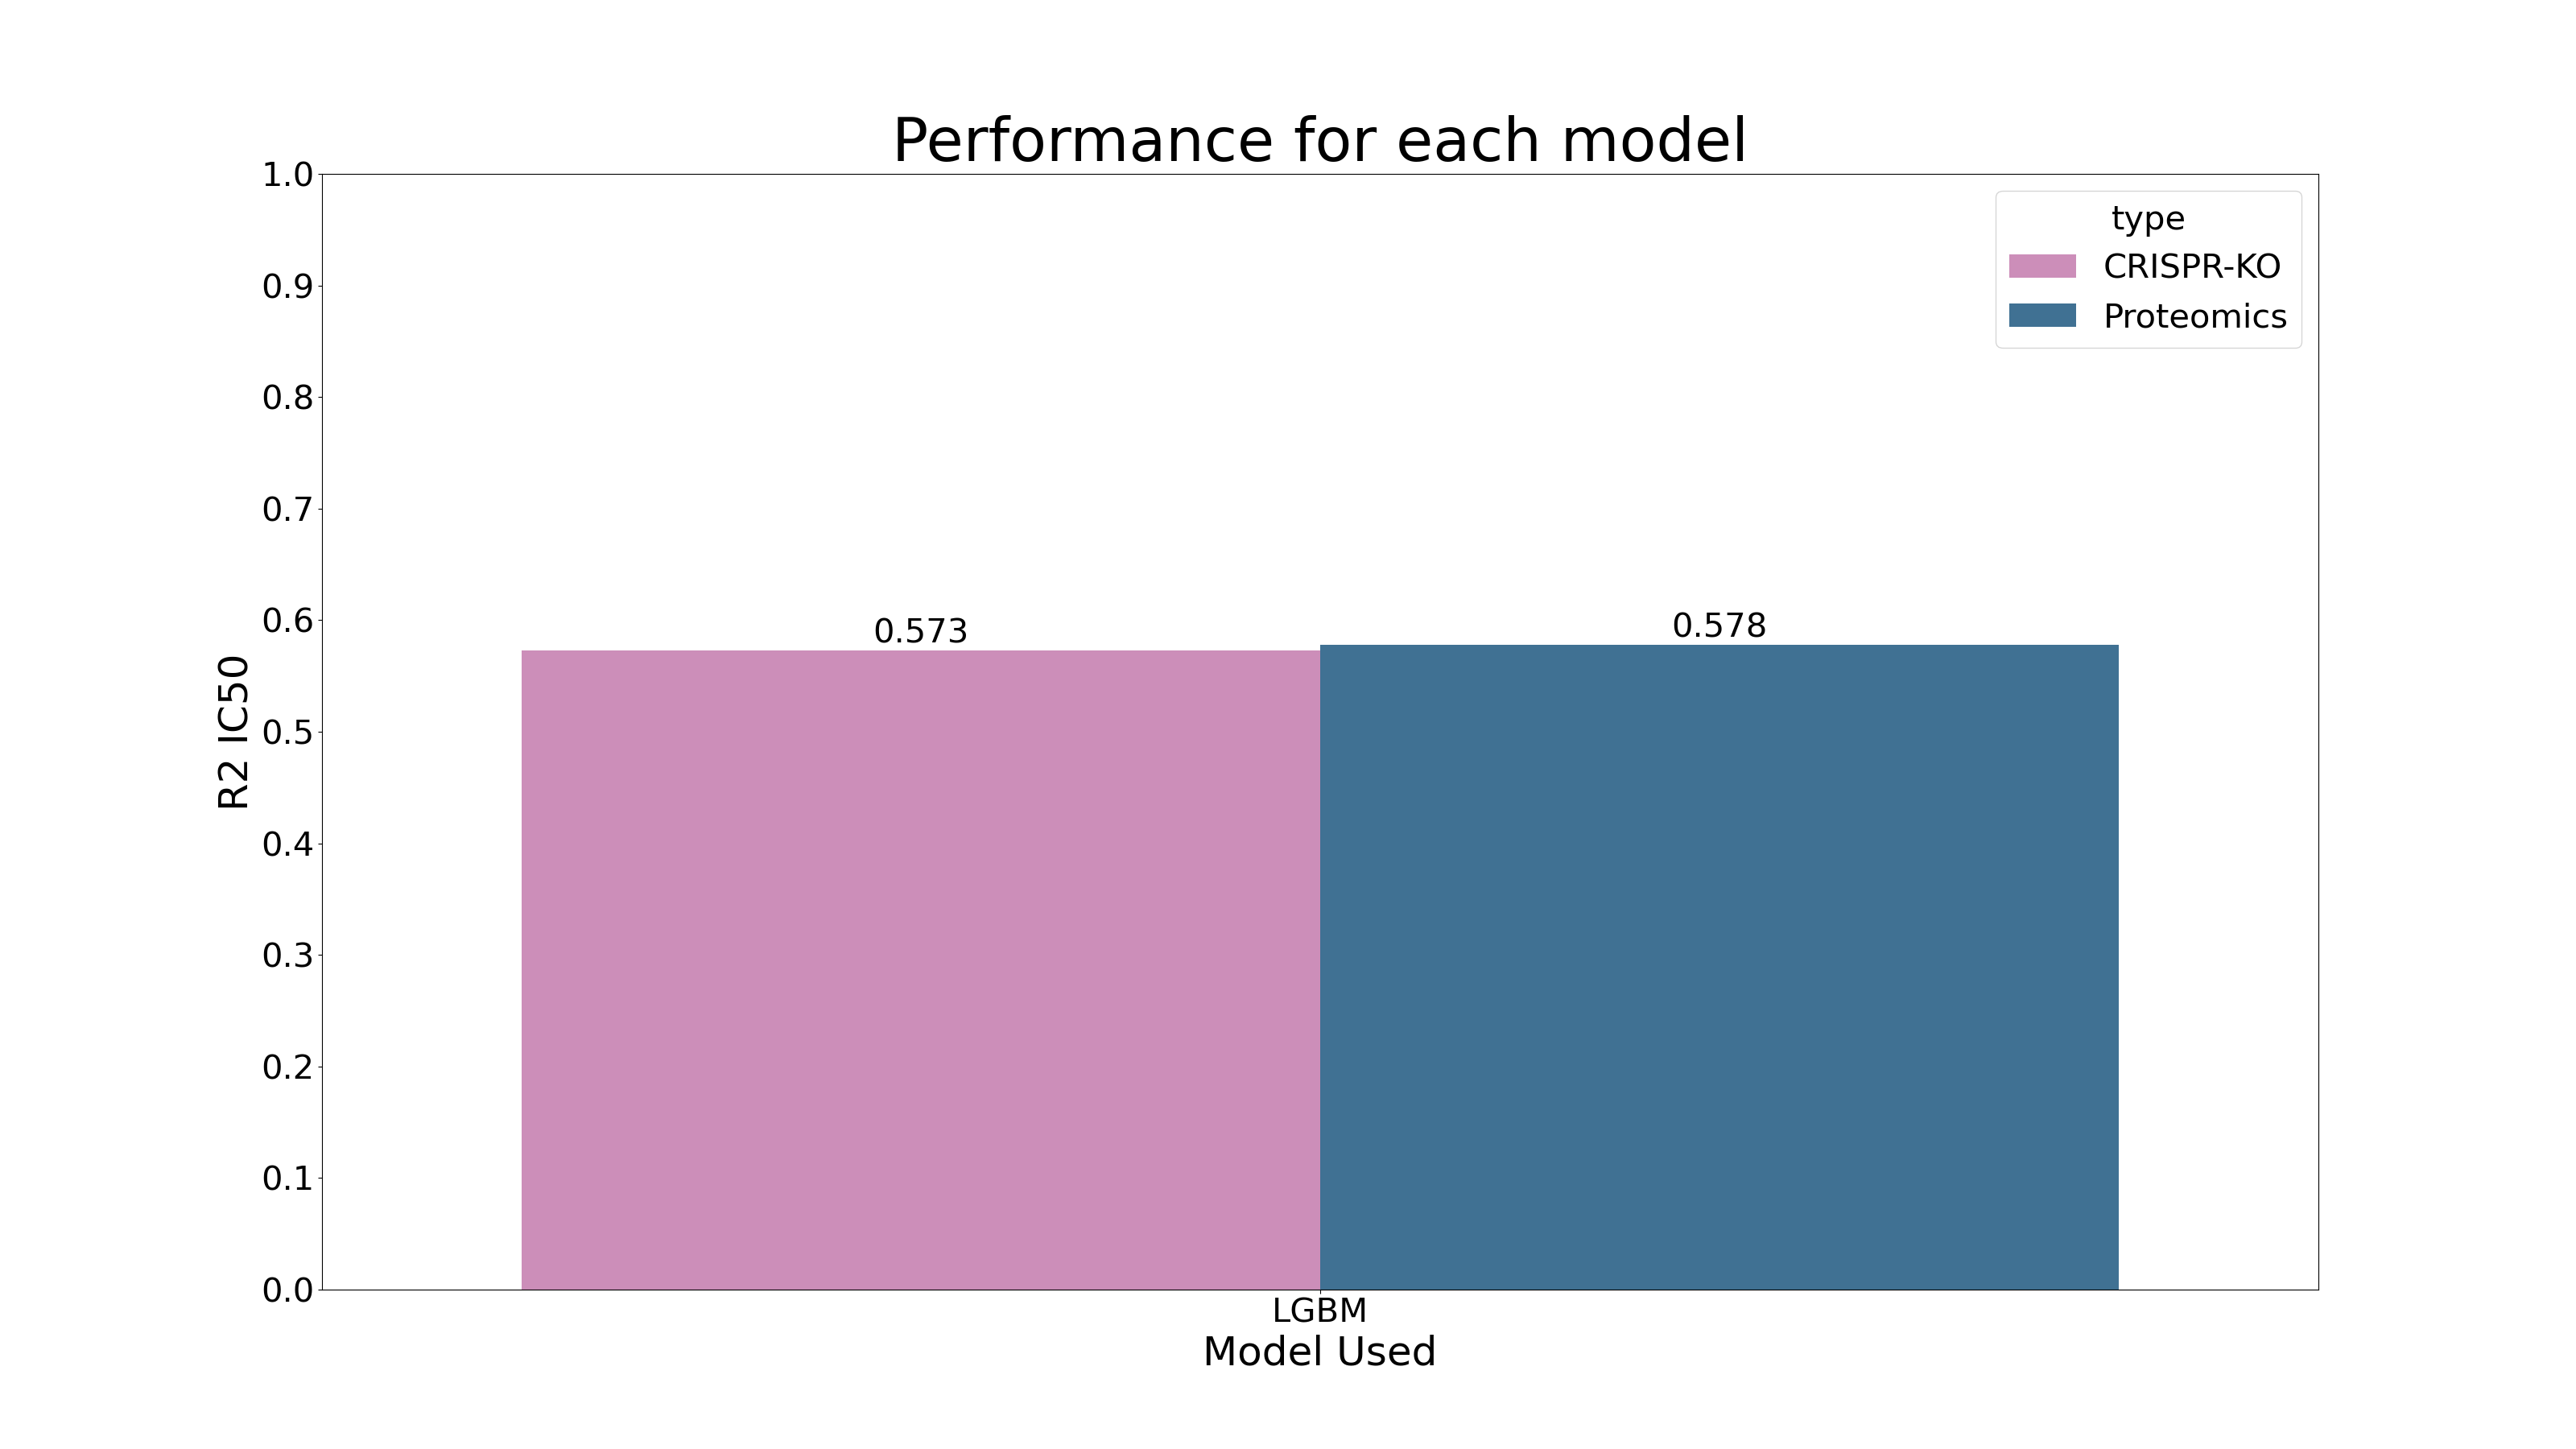 Performance for each model
1.0
0.9
0.8
0.7
0.6
0.5
0.4
0.3
0.2
0.1
0.0
R2 IC50
type
CRISPR-KO
Proteomics
0.573
0.578
LGBM
Model Used